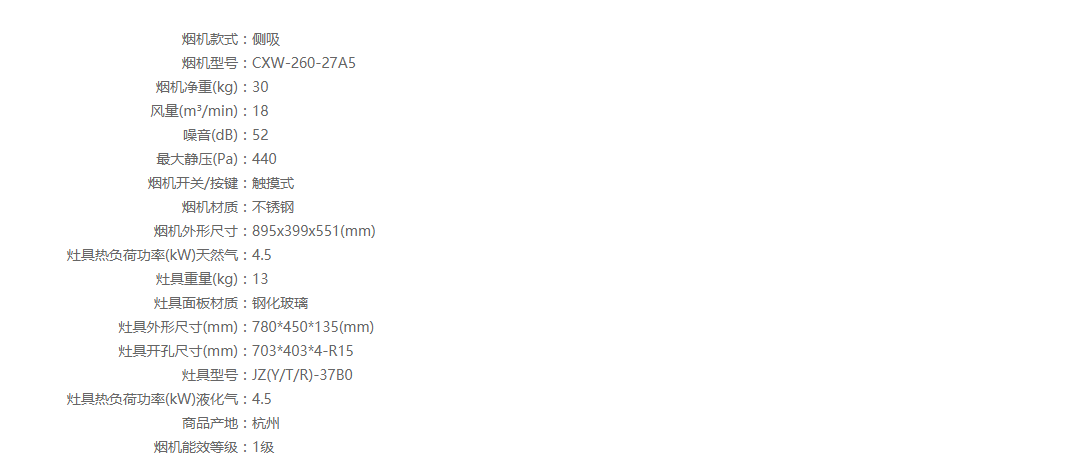 烟机款式：侧吸
烟机型号：CXW-260-27A5
烟机净重(kg)：30
风量(m³/min)：18
噪音(dB)：52
最大静压(Pa)：440
烟机开关/按键：触摸式
烟机材质：不锈钢
烟机外形尺寸：895x399x551(mm)
灶具热负荷功率(kW)天然气：4.5
灶具重量(kg)：13
灶具面板材质：钢化玻璃
灶具外形尺寸(mm)：780*450*135(mm)
灶具开孔尺寸(mm)：703*403*4-R15
灶具型号：JZ(Y/T/R)-37B0
灶具热负荷功率(kW)液化气：4.5
商品产地：杭州
烟机能效等级：1级